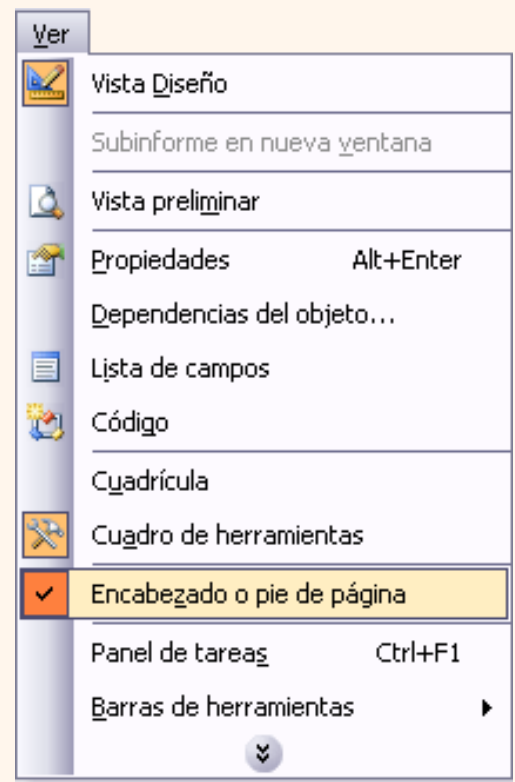 Ver
Vista Diseño
Subinforme en nueva ventana
Vista preliminar
Propiedades Alt+Enter
Dependencias del objeto...
Lista de campos
Código
Cuadrícula
Cuadro de herramientas
Encabezado o pie de página
Panel de tareas Ctrl+F1
Barras de herramientas